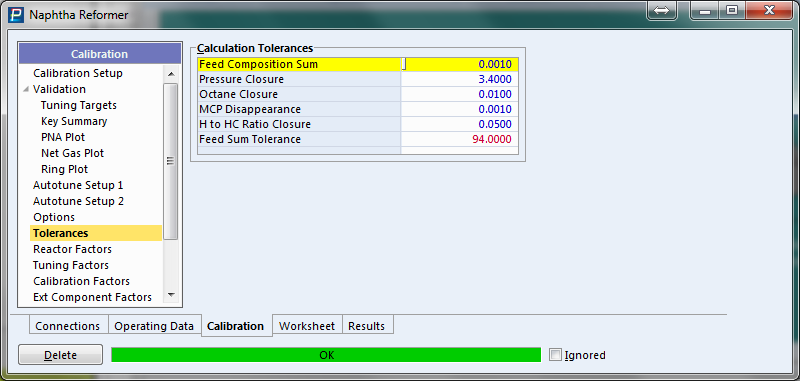 Naphtha Reformer
Calibration
Calibration Setup
Validation
Tuning Targets
Key Summary
PNA Plot
Net Gas Plot
Ring Plot
Autotune Setup 1
Autotune Setup 2
Options
Tolerances
Reactor Factors
Tuning Factors
Calibration Factors
Ext Component Factors
Calculation Tolerances
Feed Composition Sum 0.0010
Pressure Closure 3.4000
Octane Closure 0.0100
MCP Disappearance 0.0010
H to HC Ratio Closure 0.0500
Feed Sum Tolerance 94.0000
Connections Operating Data Calibration Worksheet Results
Delete OK Ignored